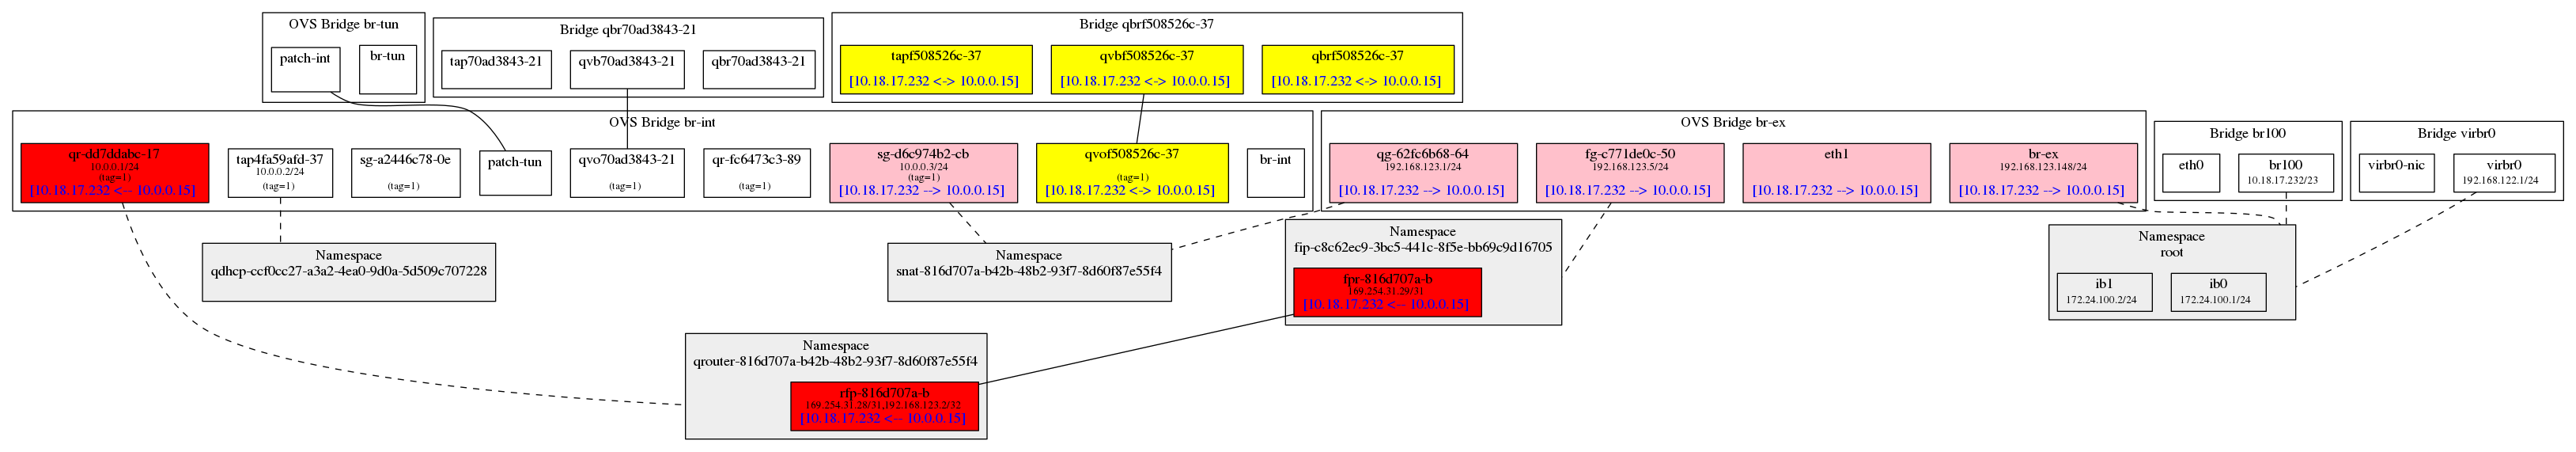 OVS Bridge br-tun
patch-int
br-tun
Bridge qbr70ad3843-21
tap70ad3843-21
qvb70ad3843-21
qbr70ad3843-21
Bridge qbrf508526c-37
tapf508526c-37
[10.18.17.232 <-> 10.0.0.15]
qvbf508526c-37
[10.18.17.232 <-> 10.0.0.15]
qbrf508526c-37
[10.18.17.232 <-> 10.0.0.15]
OVS Bridge br-int
qr-dd7ddabc-17
10.0.0.1/24
(tag=1)
[10.18.17.232 <-- 10.0.0.15]
tap4fa59afd-37
10.0.0.2/24
(tag=1)
sg-a2446c78-0e
(tag=1)
patch-tun
qvo70ad3843-21
(tag=1)
qr-fc6473c3-89
(tag=1)
sg-d6c974b2-cb
10.0.0.3/24
(tag=1)
[10.18.17.232 --> 10.0.0.15]
qvof508526c-37
(tag=1)
[10.18.17.232 <-> 10.0.0.15]
br-int
OVS Bridge br-ex
qg-62fc6b68-64
192.168.123.1/24
[10.18.17.232 --> 10.0.0.15]
fg-c771de0c-50
192.168.123.5/24
[10.18.17.232 --> 10.0.0.15]
eth1
[10.18.17.232 --> 10.0.0.15]
br-ex
192.168.123.148/24
[10.18.17.232 --> 10.0.0.15]
Bridge br100
eth0
br100
10.18.17.232/23
Bridge virbr0
virbr0-nic
virbr0
192.168.122.1/24
Namespace
qdhcp-ccf0cc27-a3a2-4ea0-9d0a-5d509c707228
Namespace
snat-816d707a-b42b-48b2-93f7-8d60f87e55f4
Namespace
fip-c8c62ec9-3bc5-441c-8f5e-bb69c9d16705
fpr-816d707a-b
169.254.31.29/31
[10.18.17.232 <-- 10.0.0.15]
Namespace
root
ib1
172.24.100.2/24
ib0
172.24.100.1/24
Namespace
qrouter-816d707a-b42b-48b2-93f7-8d60f87e55f4
rfp-816d707a-b
169.254.31.28/31,192.168.123.2/32
[10.18.17.232 <-- 10.0.0.15]